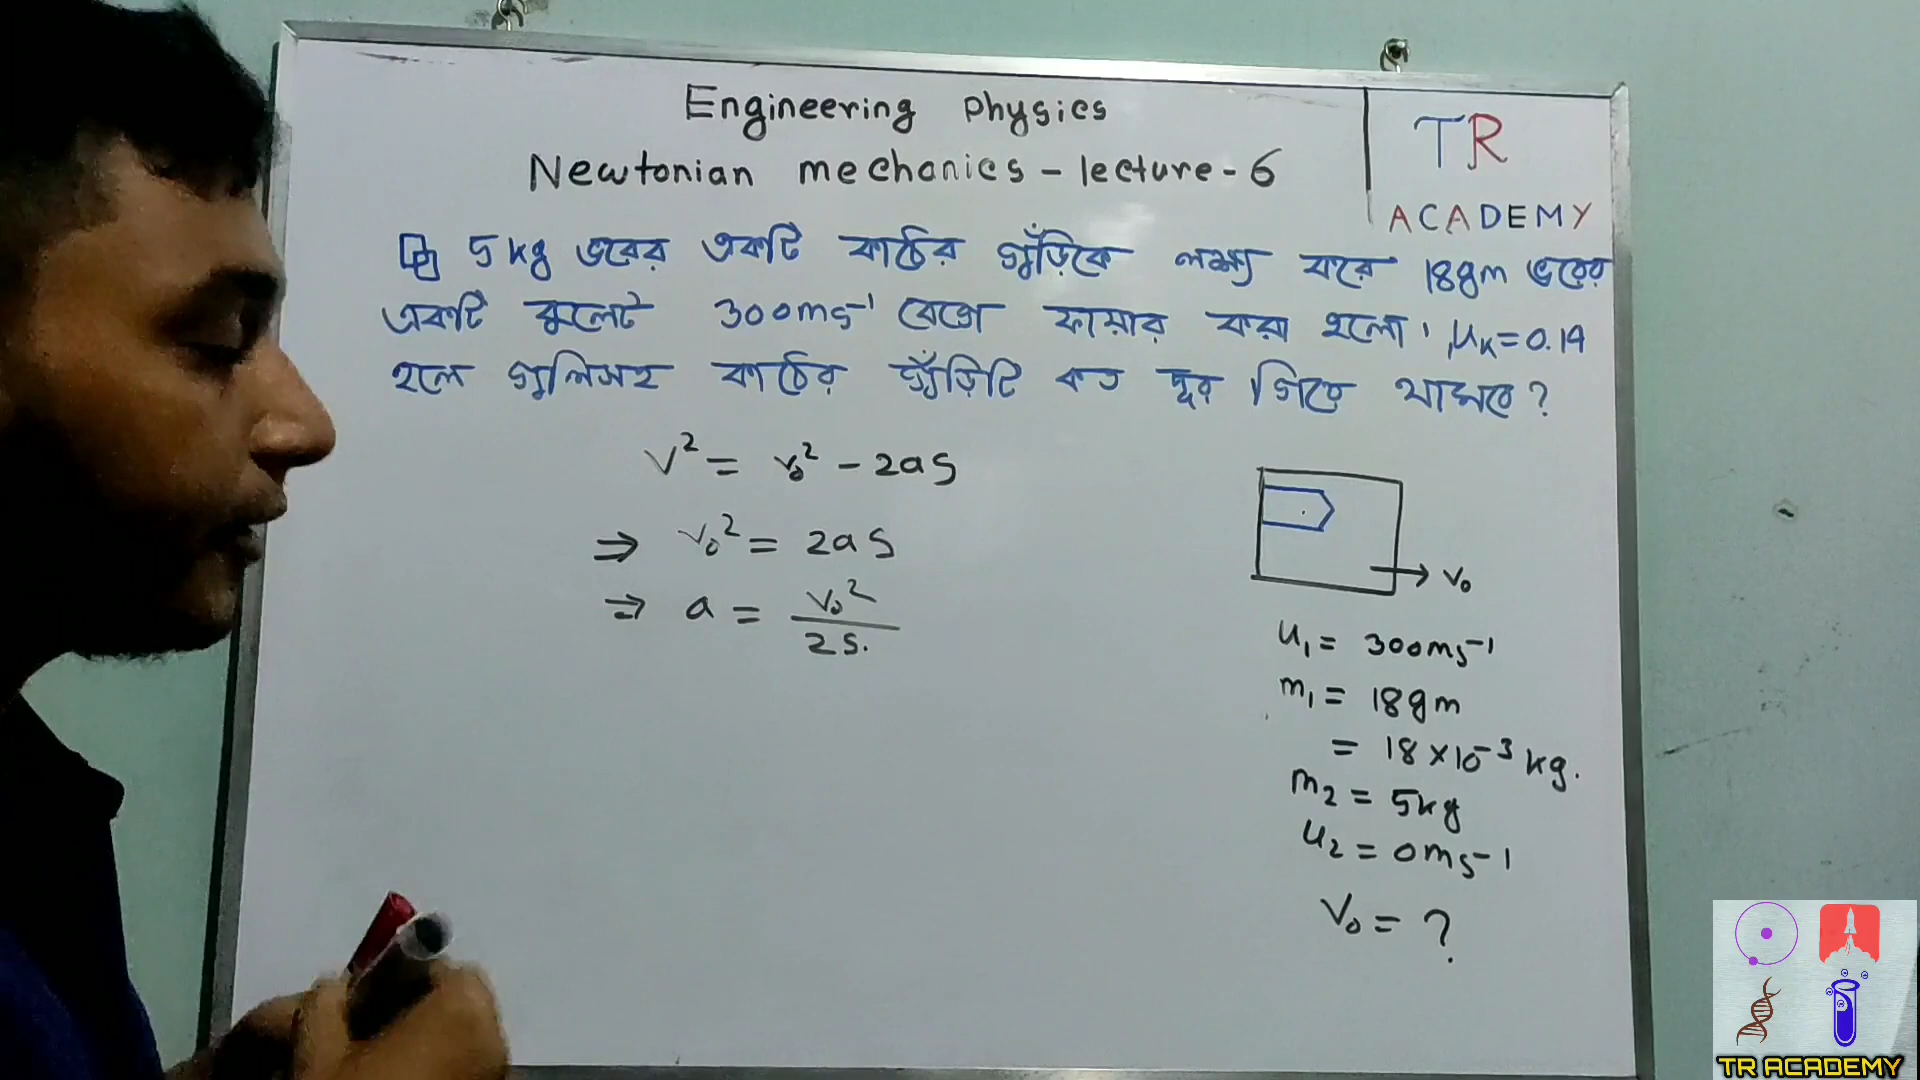 Engineering Physics
Newtonian mechanics - lecture - 6
TR
ACADEMY
5 kg ভরের একটি কাঠের গুঁড়িকে লক্ষ্য করে 18gm ভরের
একটি বুলেট 300ms⁻¹ বেগে ফায়ার করা হলো। μₖ = 0.14
হলে গুলিসহ কাঠের গুঁড়িটি কত দূর গিয়ে থামবে?
v² = v₀² - 2as
⇒ v₀² = 2as
⇒ a = v₀² / 2s.
v₀
u₁ = 300ms⁻¹
m₁ = 18gm
= 18 × 10⁻³ kg.
m₂ = 5kg
u₂ = 0ms⁻¹
v₀ = ?
TR ACADEMY